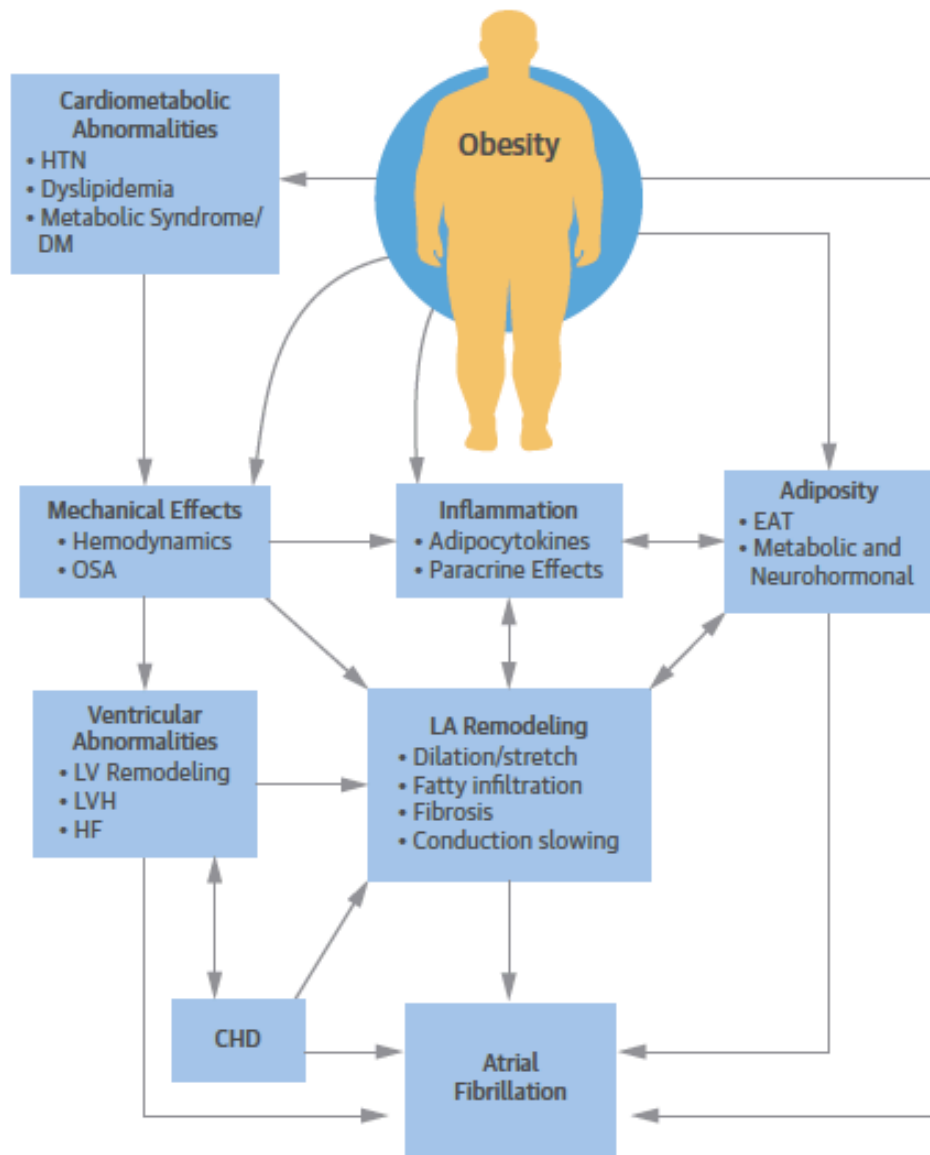 Obesity
Cardiometabolic
Abnormalities
• HTN
• Dyslipidemia
• Metabolic Syndrome/
DM
Mechanical Effects
• Hemodynamics
• OSA
Inflammation
• Adipocytokines
• Paracrine Effects
Adiposity
• EAT
• Metabolic and
Neurohormonal
Ventricular
Abnormalities
• LV Remodeling
• LVH
• HF
LA Remodeling
• Dilation/stretch
• Fatty infiltration
• Fibrosis
• Conduction slowing
CHD
Atrial
Fibrillation